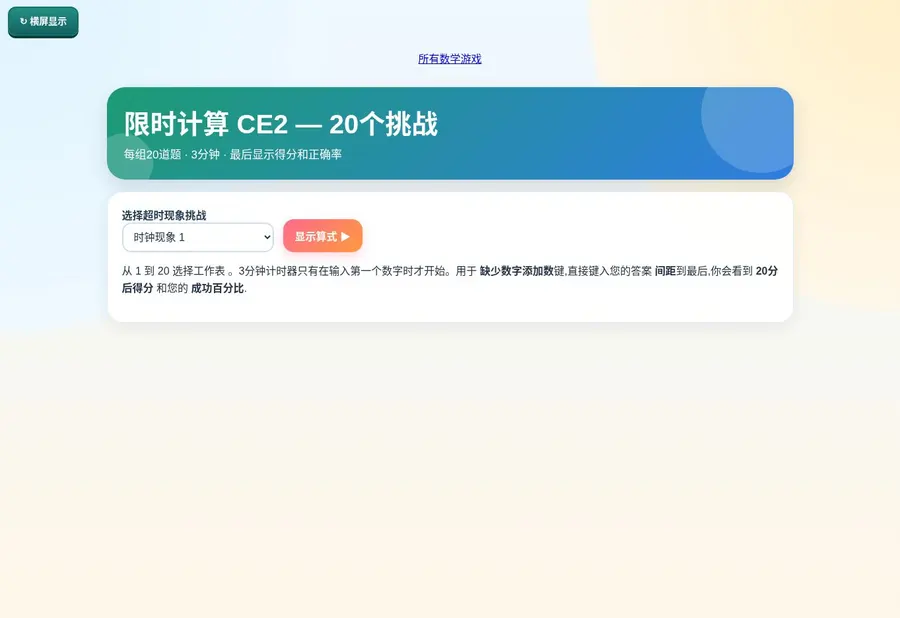 ↻ 横屏显示
所有数学游戏
限时计算 CE2 — 20个挑战
每组20道题 · 3分钟 · 最后显示得分和正确率
选择超时现象挑战
时钟现象 1
显示算式 ▶
从 1 到 20 选择工作表 。3分钟计时器只有在输入第一个数字时才开始。用于 缺少数字添加数键,直接键入您的答案 间距到最后,你会看到 20分
后得分 和您的 成功百分比.